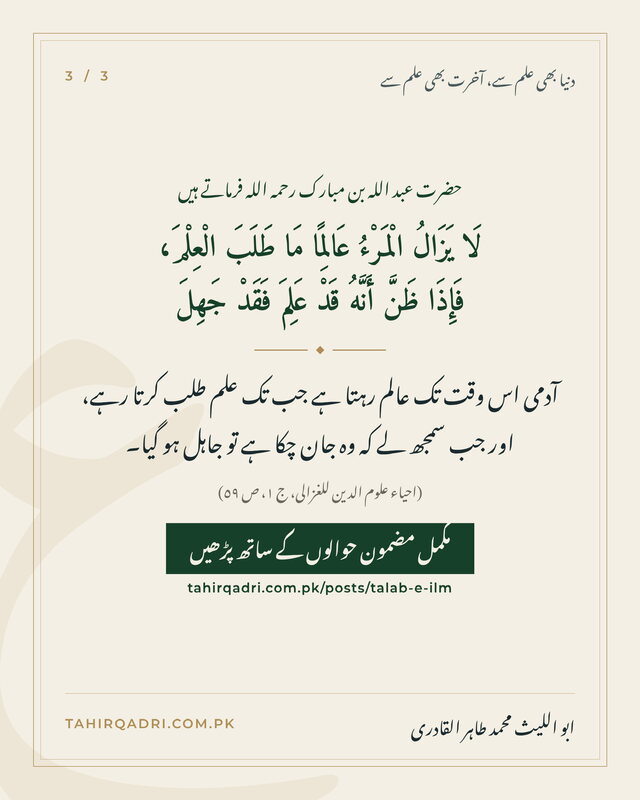 دنیا بھی علم سے، آخرت بھی علم سے
3 / 3
حضرت عبد اللہ بن مبارک رحمہ اللہ فرماتے ہیں
لَا يَزَالُ الْمَرْءُ عَالِمًا مَا طَلَبَ الْعِلْمَ،
فَإِذَا ظَنَّ أَنَّهُ قَدْ عَلِمَ فَقَدْ جَهِلَ
آدمی اس وقت تک عالم رہتا ہے جب تک علم طلب کرتا رہے،
اور جب سمجھ لے کہ وہ جان چکا ہے تو جاہل ہو گیا۔
(احیاء علوم الدین للغزالی، ج ۱، ص ۵۹)
مکمل مضمون حوالوں کے ساتھ پڑھیں
tahirqadri.com.pk/posts/talab-e-ilm
ابو اللیث محمد طاہر القادری
TAHIRQADRI.COM.PK